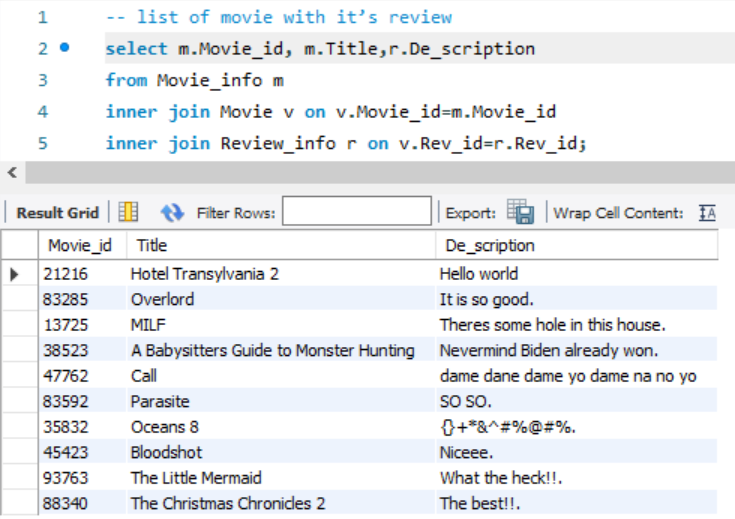 1 -- list of movie with it’s review
2 select m.Movie_id, m.Title,r.De_scription
3 from Movie_info m
4 inner join Movie v on v.Movie_id=m.Movie_id
5 inner join Review_info r on v.Rev_id=r.Rev_id;
Result Grid Filter Rows: Export: Wrap Cell Content:
Movie_id Title De_scription
21216 Hotel Transylvania 2 Hello world
83285 Overlord It is so good.
13725 MILF Theres some hole in this house.
38523 A Babysitters Guide to Monster Hunting Nevermind Biden already won.
47762 Call dame dane dame yo dame na no yo
83592 Parasite SO SO.
35832 Oceans 8 {}+*&^#%@#%.
45423 Bloodshot Niceee.
93763 The Little Mermaid What the heck!!.
88340 The Christmas Chronicles 2 The best!!.